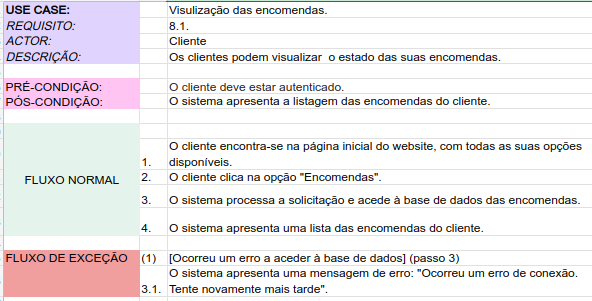 USE CASE: Visulização das encomendas.
REQUISITO: 8.1.
ACTOR: Cliente
DESCRIÇÃO: Os clientes podem visualizar o estado das suas encomendas.
PRÉ-CONDIÇÃO: O cliente deve estar autenticado.
PÓS-CONDIÇÃO: O sistema apresenta a listagem das encomendas do cliente.
FLUXO NORMAL
1. O cliente encontra-se na página inicial do website, com todas as suas opções
disponíveis.
2. O cliente clica na opção "Encomendas".
3. O sistema processa a solicitação e acede à base de dados das encomendas.
4. O sistema apresenta uma lista das encomendas do cliente.
FLUXO DE EXCEÇÃO (1) [Ocorreu um erro a aceder à base de dados] (passo 3)
3.1. O sistema apresenta uma mensagem de erro: "Ocorreu um erro de conexão.
Tente novamente mais tarde".